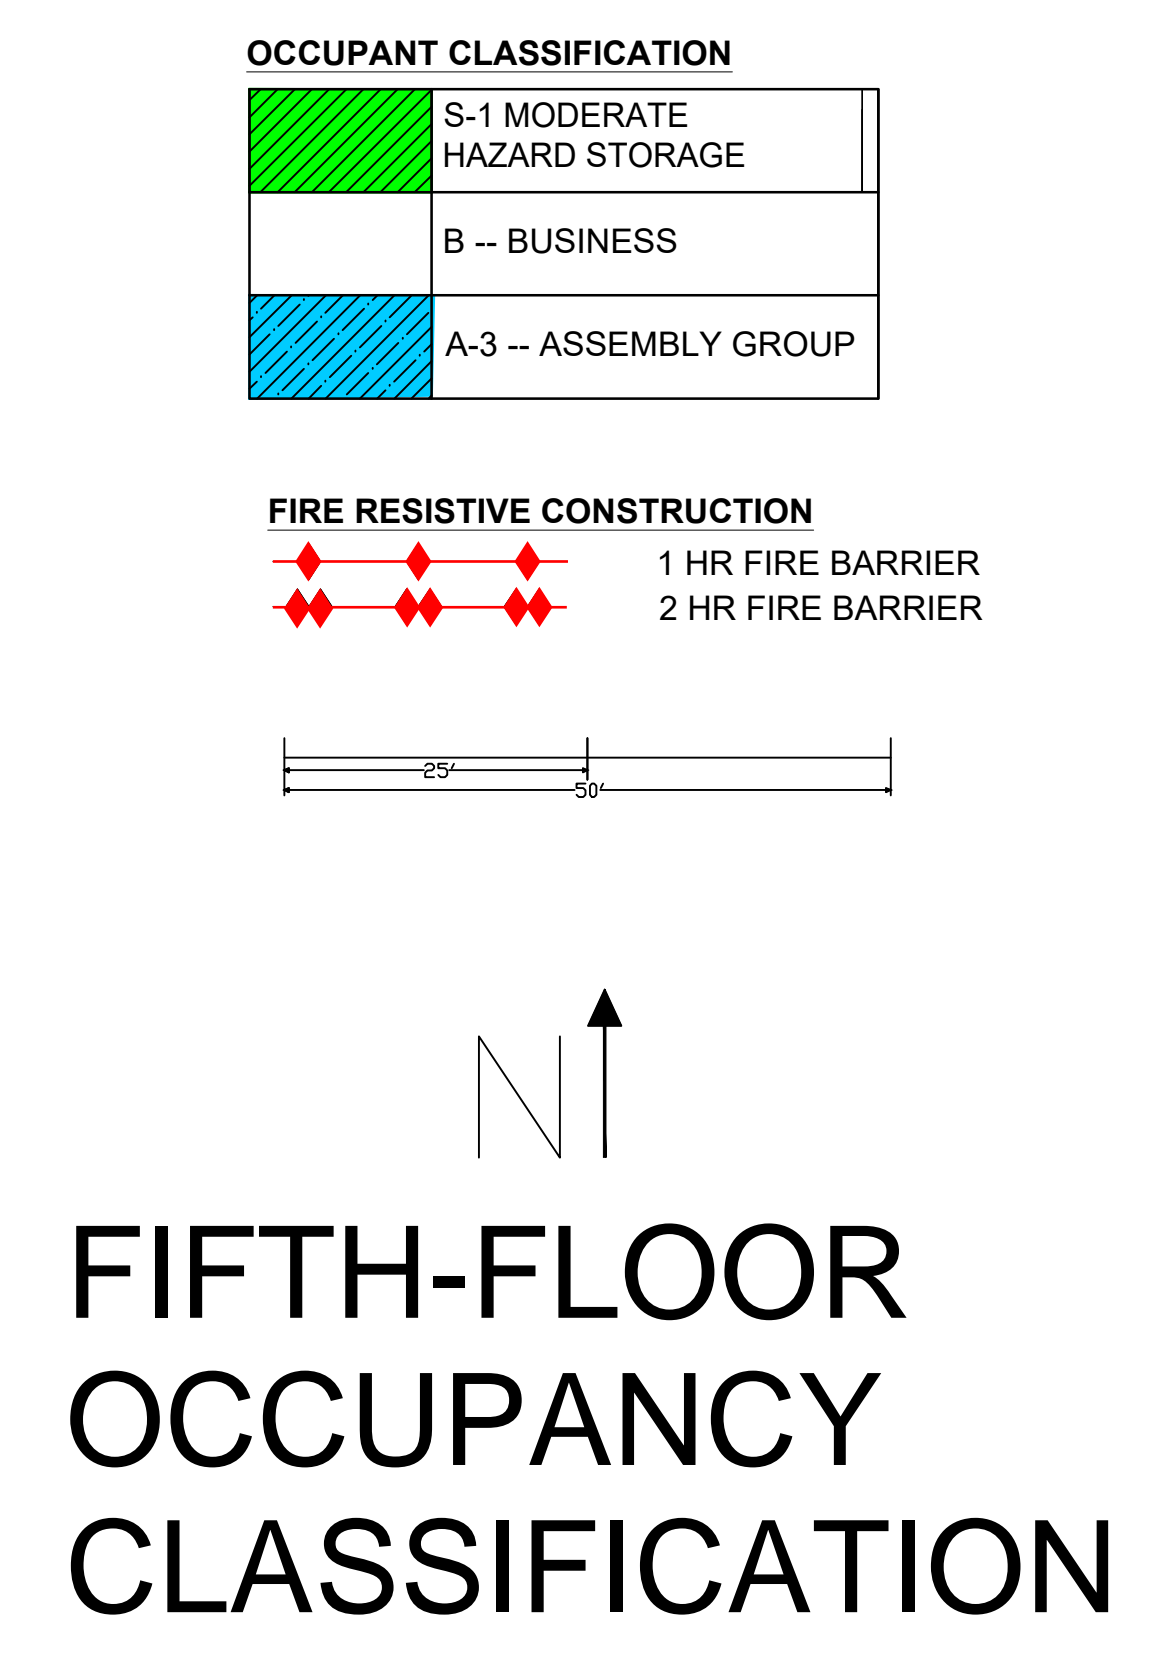 OCCUPANT CLASSIFICATION
S-1 MODERATE
HAZARD STORAGE
B -- BUSINESS
A-3 -- ASSEMBLY GROUP
FIRE RESISTIVE CONSTRUCTION
1 HR FIRE BARRIER
2 HR FIRE BARRIER
25'
50'
N
FIFTH-FLOOR
OCCUPANCY
CLASSIFICATION